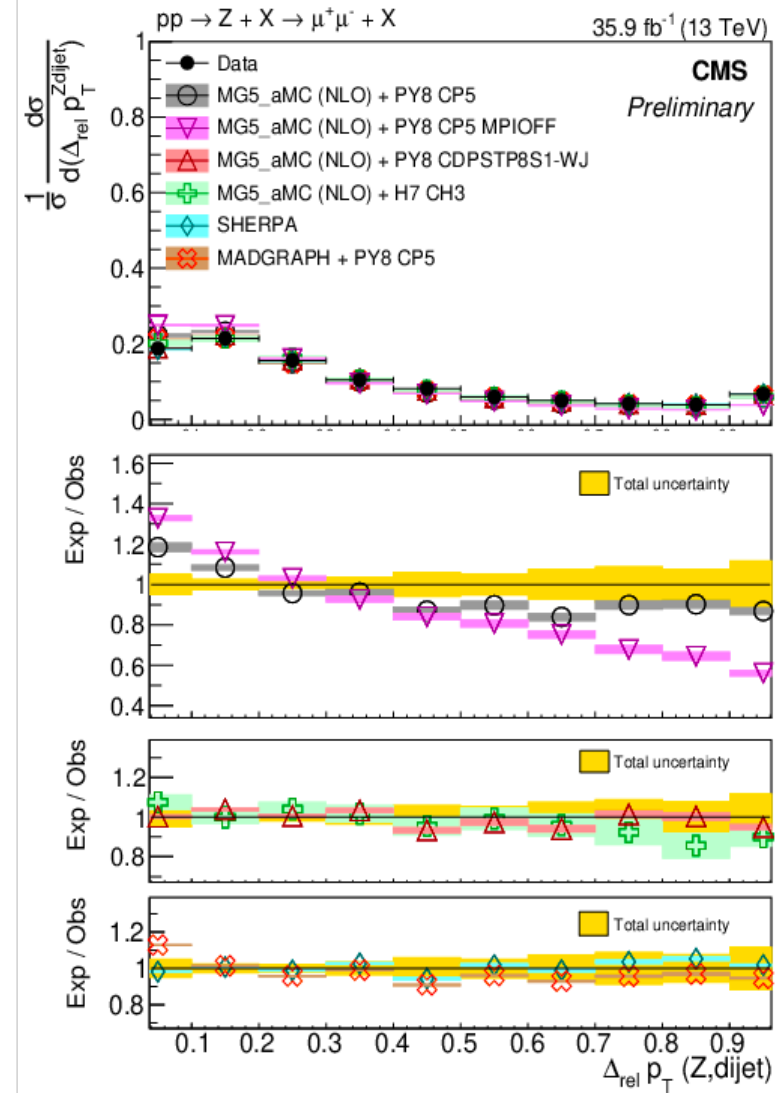 pp → Z + X → μ⁺μ⁻ + X
35.9 fb⁻¹ (13 TeV)
1/σ dσ/d(Δ_rel p_T^Zdijet)
1
0.8
0.6
0.4
0.2
0
CMS
Preliminary
Data
MG5_aMC (NLO) + PY8 CP5
MG5_aMC (NLO) + PY8 CP5 MPIOFF
MG5_aMC (NLO) + PY8 CDPSTP8S1-WJ
MG5_aMC (NLO) + H7 CH3
SHERPA
MADGRAPH + PY8 CP5
Exp / Obs
1.6
1.4
1.2
1
0.8
0.6
0.4
Total uncertainty
Exp / Obs
1.2
1
0.8
Total uncertainty
Exp / Obs
1.2
1
0.8
Total uncertainty
0.1 0.2 0.3 0.4 0.5 0.6 0.7 0.8 0.9
Δ_rel p_T (Z,dijet)